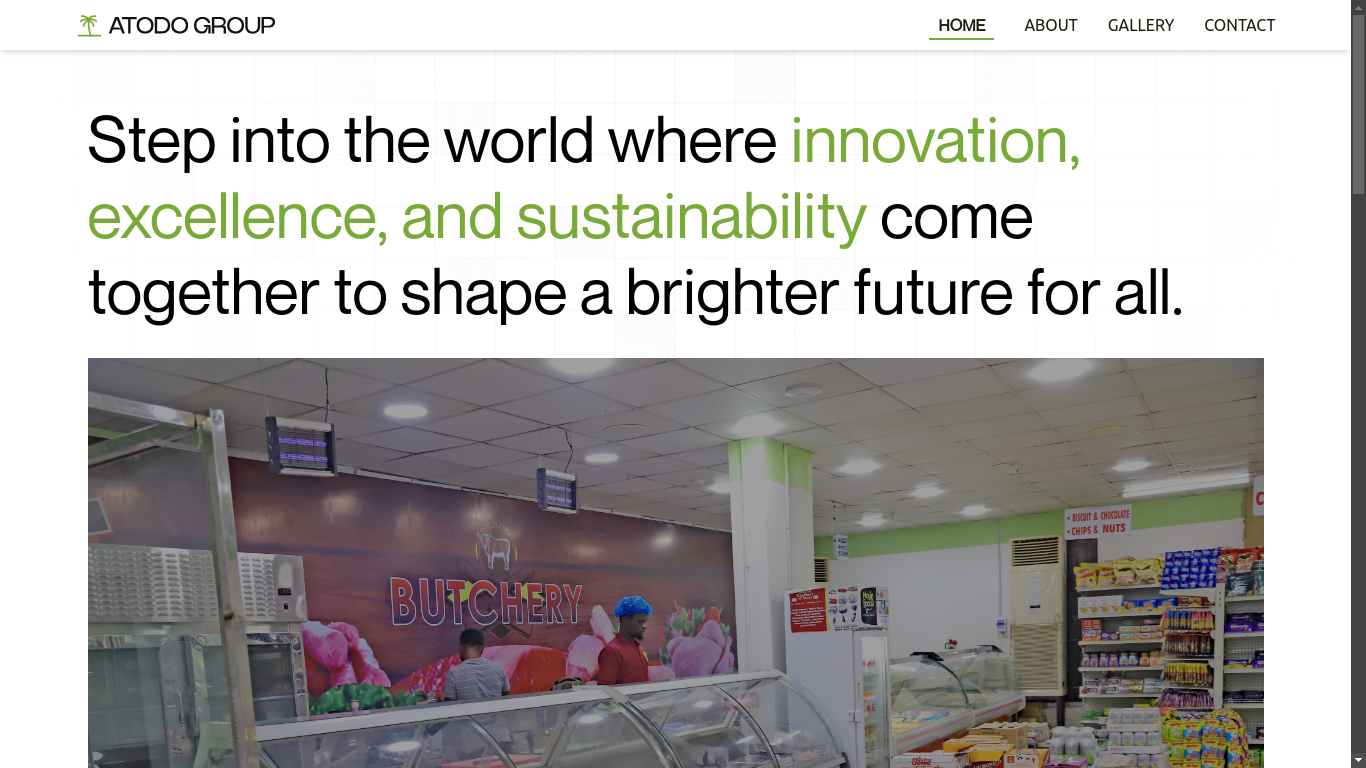 ATODO GROUP
HOME ABOUT GALLERY CONTACT
Step into the world where innovation,
excellence, and sustainability come
together to shape a brighter future for all.
• BISCUIT & CHOCOLATE
• CHIPS & NUTS
BUTCHERY